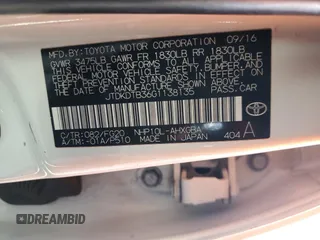 MFD.BY: TOYOTA MOTOR CORPORATION 09/16
GVWR 3475LB GAWR FR 1830LB RR 1830LB
THIS VEHICLE CONFORMS TO ALL APPLICABLE
FEDERAL MOTOR VEHICLE SAFETY, BUMPER, AND
THEFT PREVENTION STANDARDS IN EFFECT ON
THE DATE OF MANUFACTURE SHOWN ABOVE.
JTDKDTB36G1138135 PASS.CAR
C/TR:082/FG20 NHP10L-AHXGBA
A/TM:-01A/P510 MADE IN JAPAN 404 A
TOYOTA
DREAMBID